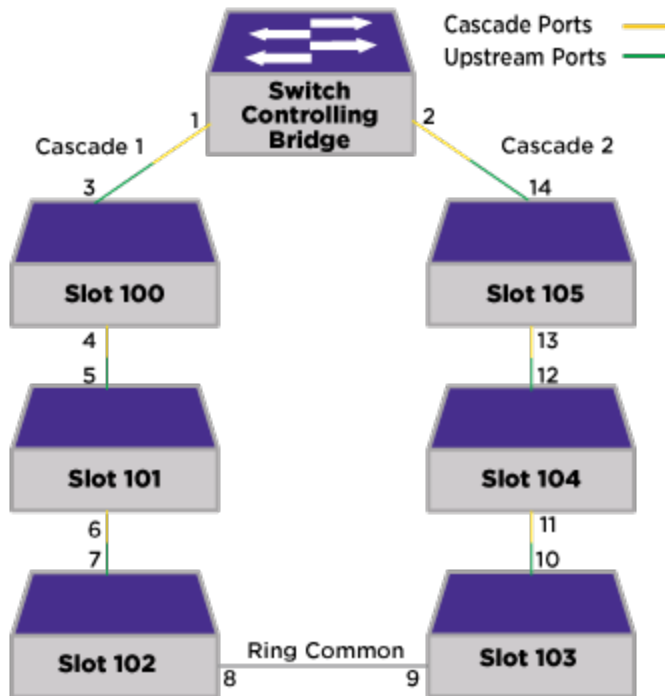 Cascade Ports
Upstream Ports
Switch
Controlling
Bridge
1
2
Cascade 1
Cascade 2
3
14
Slot 100
Slot 105
4
13
5
12
Slot 101
Slot 104
6
11
7
10
Slot 102
Ring Common
Slot 103
8
9